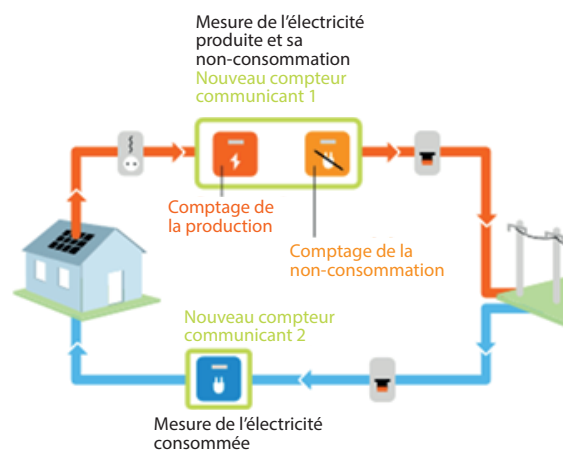 Mesure de l'électricité
produite et sa
non-consommation
Nouveau compteur
communicant 1
Comptage de
la production
Comptage de la
non-consommation
Nouveau compteur
communicant 2
Mesure de l'électricité
consommée